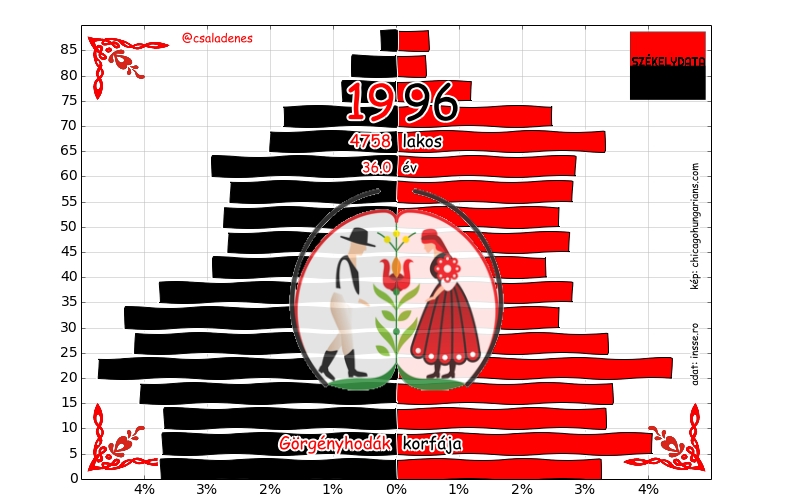 @csaladenes
SZÉKELYDATA
1996
4758 lakos
36.0 év
kép: chicagohungarians.com
adat: insse.ro
Görgényhodák korfája
85
80
75
70
65
60
55
50
45
40
35
30
25
20
15
10
5
0
4% 3% 2% 1% 0% 1% 2% 3% 4%